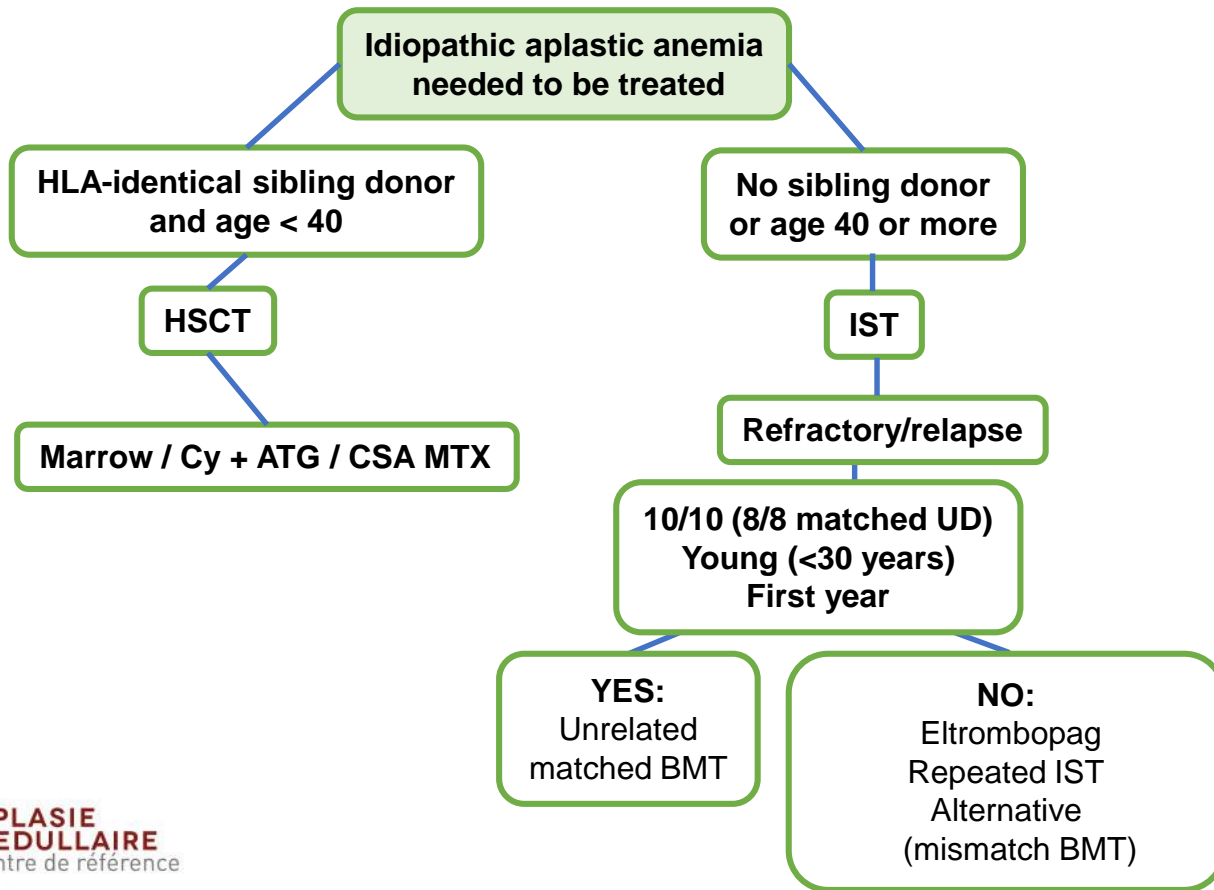 Idiopathic aplastic anemia
needed to be treated
HLA-identical sibling donor
and age < 40
No sibling donor
or age 40 or more
HSCT
IST
Marrow / Cy + ATG / CSA MTX
Refractory/relapse
10/10 (8/8 matched UD)
Young (<30 years)
First year
YES:
Unrelated
matched BMT
NO:
Eltrombopag
Repeated IST
Alternative
(mismatch BMT)
PLASIE
EDULLAIRE
ntre de référence